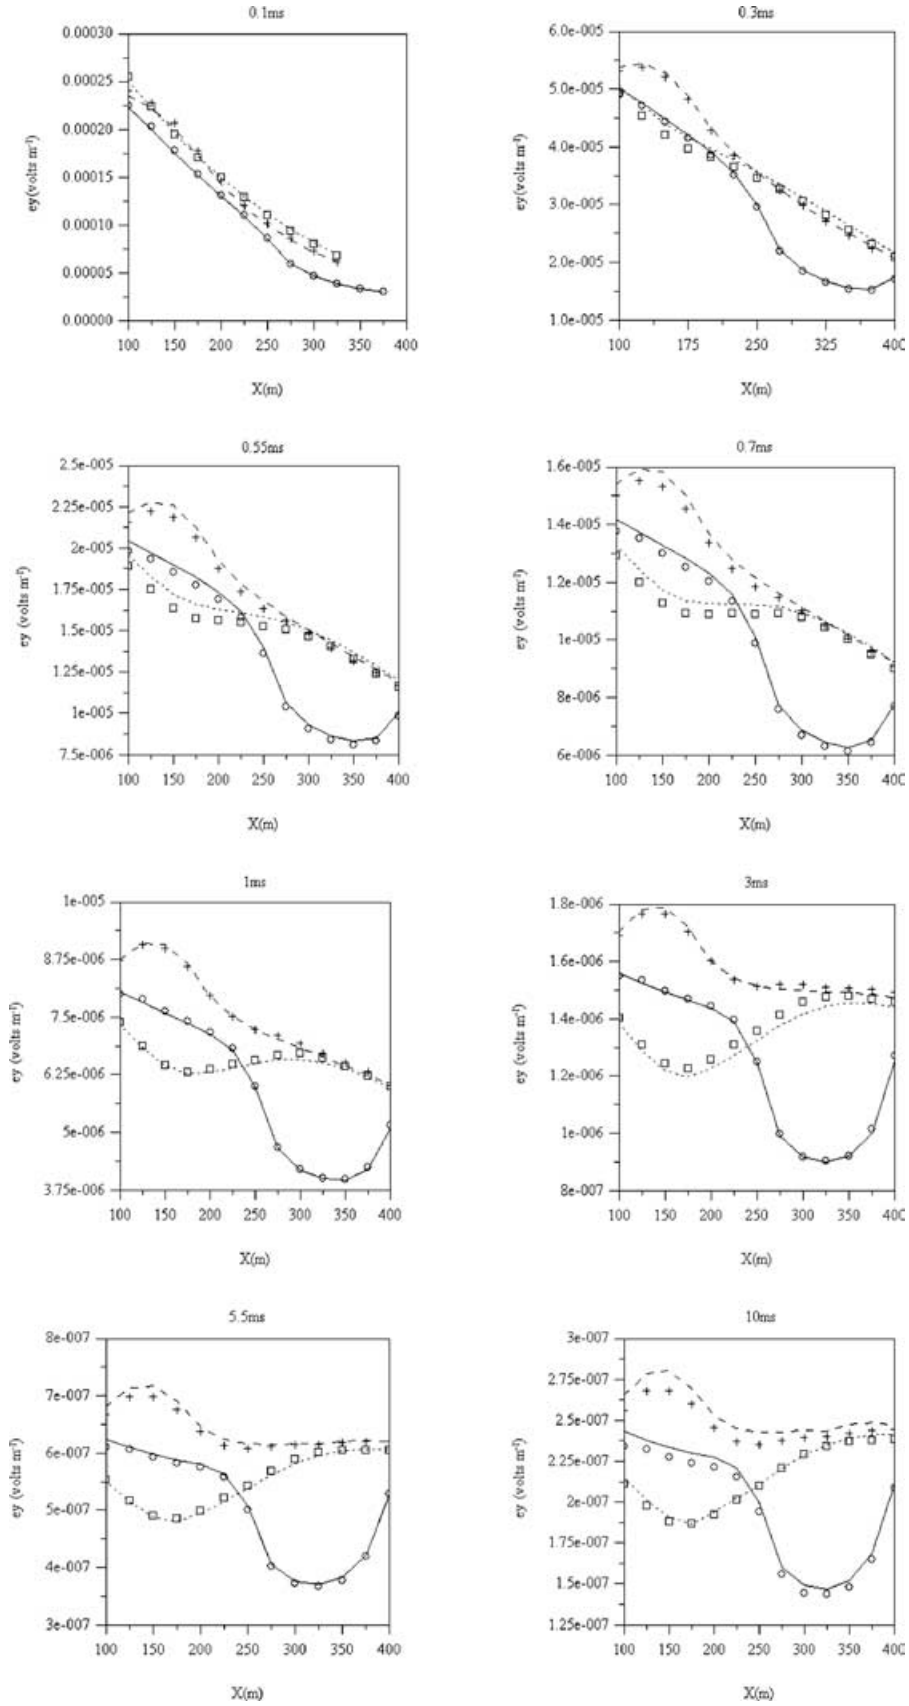 0.1ms
0.00030
0.00025
0.00020
0.00015
0.00010
0.00005
0.00000
ey(volts m⁻¹)
100 150 200 250 300 350 400
X(m)
0.3ms
6.0e-005
5.0e-005
4.0e-005
3.0e-005
2.0e-005
1.0e-005
ey(volts m⁻¹)
100 175 250 325 400
X(m)
0.55ms
2.5e-005
2.25e-005
2e-005
1.75e-005
1.5e-005
1.25e-005
1e-005
7.5e-006
ey (volts m⁻¹)
100 150 200 250 300 350 400
X(m)
0.7ms
1.6e-005
1.4e-005
1.2e-005
1e-005
8e-006
6e-006
ey (volts m⁻¹)
100 150 200 250 300 350 400
X(m)
1ms
1e-005
8.75e-006
7.5e-006
6.25e-006
5e-006
3.75e-006
ey (volts m⁻¹)
100 150 200 250 300 350 400
X(m)
3ms
1.8e-006
1.6e-006
1.4e-006
1.2e-006
1e-006
8e-007
ey (volts m⁻¹)
100 150 200 250 300 350 400
X(m)
5.5ms
8e-007
7e-007
6e-007
5e-007
4e-007
3e-007
ey (volts m⁻¹)
100 150 200 250 300 350 400
X(m)
10ms
3e-007
2.75e-007
2.5e-007
2.25e-007
2e-007
1.75e-007
1.5e-007
1.25e-007
ey (volts m⁻¹)
100 150 200 250 300 350 400
X(m)